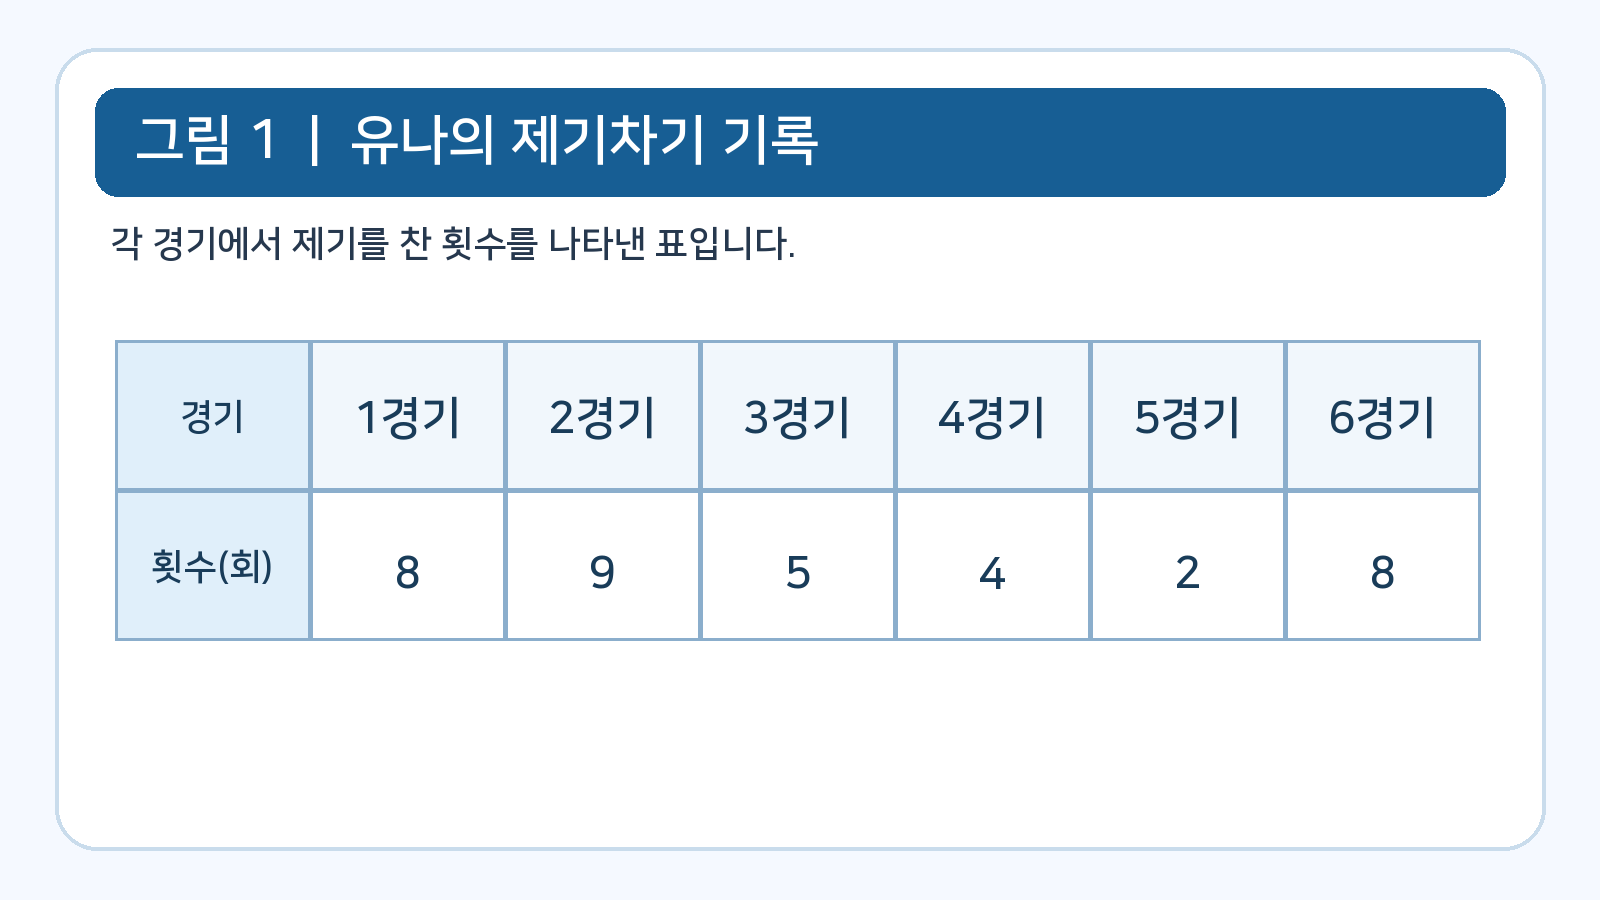 그림 1 | 유나의 제기차기 기록
각 경기에서 제기를 찬 횟수를 나타낸 표입니다.
경기 1경기 2경기 3경기 4경기 5경기 6경기
횟수(회) 8 9 5 4 2 8